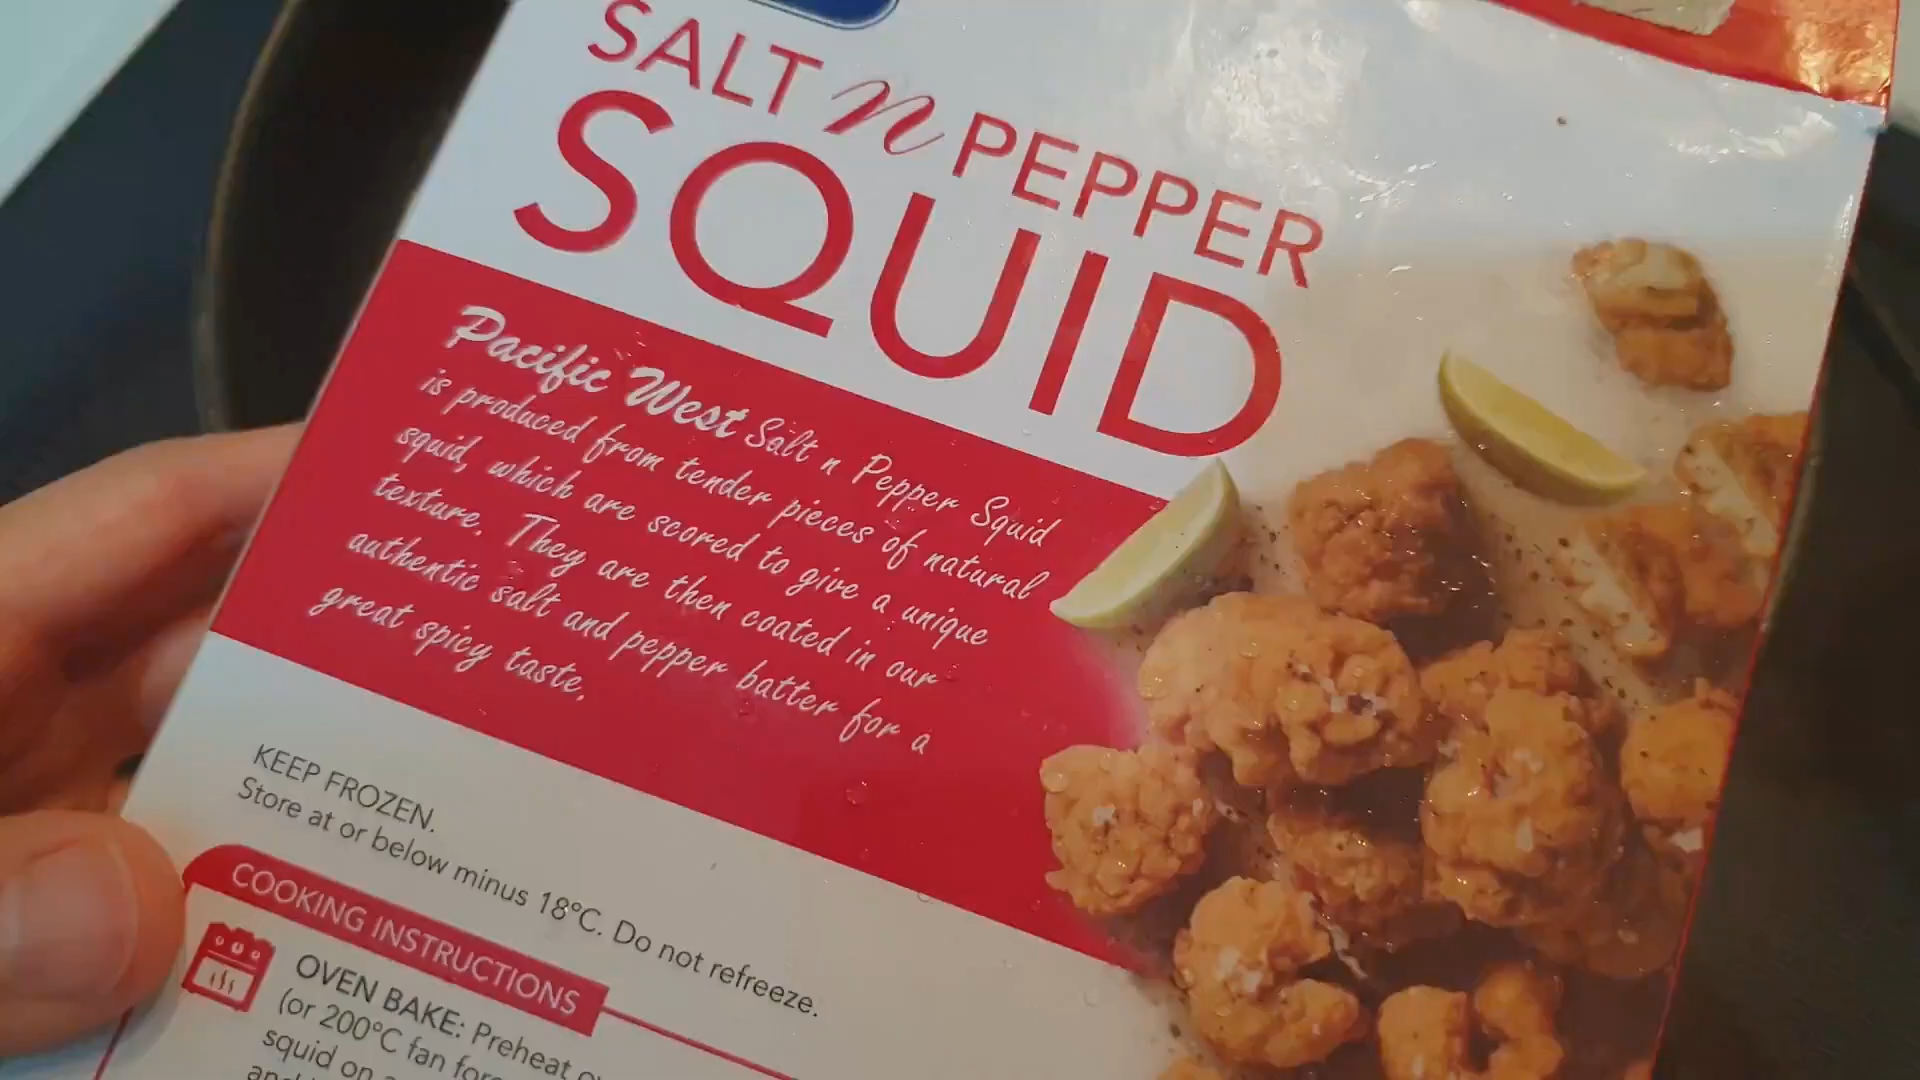 SALT n PEPPER
SQUID
Pacific West Salt n Pepper Squid
is produced from tender pieces of natural
squid, which are scored to give a unique
texture. They are then coated in our
authentic salt and pepper batter for a
great spicy taste.
KEEP FROZEN.
Store at or below minus 18°C. Do not refreeze.
COOKING INSTRUCTIONS
OVEN BAKE: Preheat
(or 200°C fan
squid on